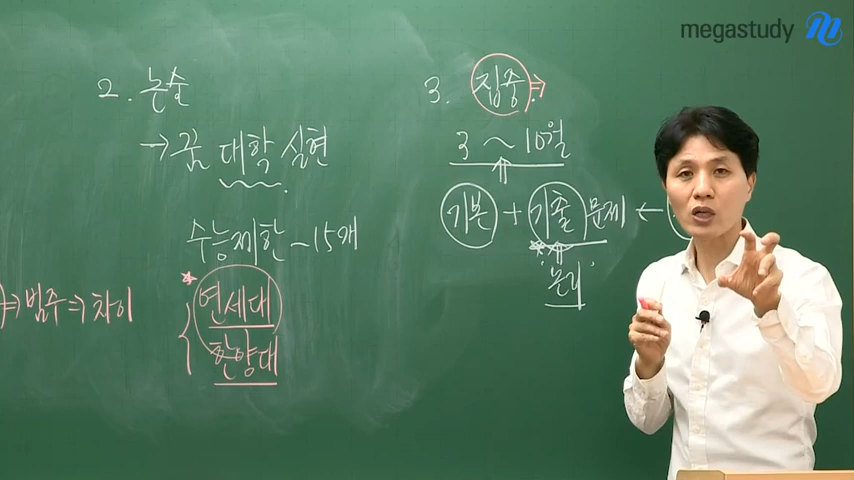 megastudy
2. 논술
→ 꿈 대학 실현
수능제한 ~ 15개
⇒ 범주 ⇒ 차이
* 연세대
한양대
3. 집중 ⇒
3 ~ 10월
↑
기본 + 기출 문제 ←
* ↑
'논리'